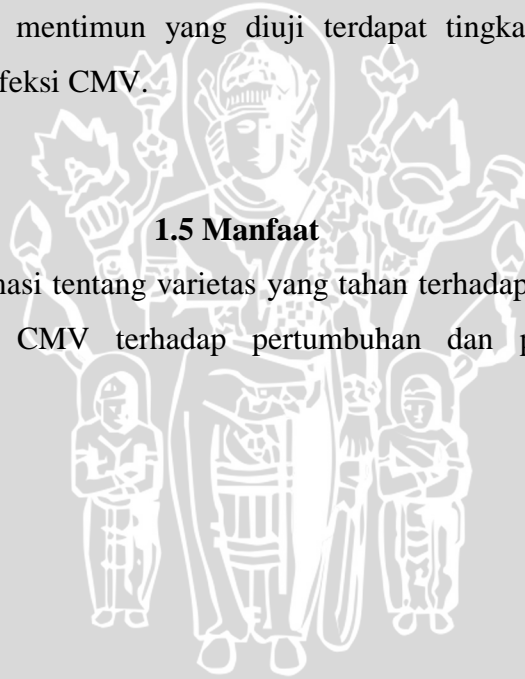 mentimun yang diuji terdapat tingka
feksi CMV.
1.5 Manfaat
nasi tentang varietas yang tahan terhadap
CMV terhadap pertumbuhan dan p